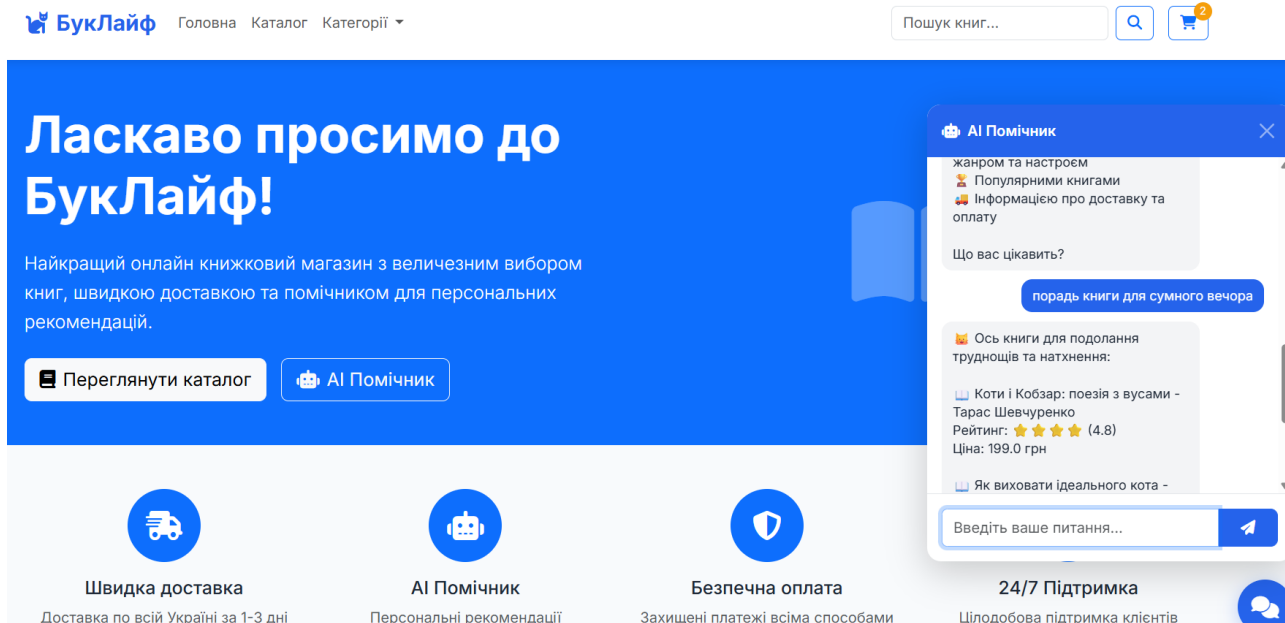 БукЛайф
Головна Каталог Категорії
Пошук книг...
2
Ласкаво просимо до
БукЛайф!
Найкращий онлайн книжковий магазин з величезним вибором
книг, швидкою доставкою та помічником для персональних
рекомендацій.
Переглянути каталог
АІ Помічник
АІ Помічник
жанром та настроєм
Популярними книгами
Інформацією про доставку та
оплату
Що вас цікавить?
порадь книги для сумного вечора
Ось книги для подолання
труднощів та натхнення:
Коти і Кобзар: поезія з вусами -
Тарас Шевчуренко
Рейтинг: ⭐⭐⭐⭐ (4.8)
Ціна: 199.0 грн
Як виховати ідеального кота -
Введіть ваше питання...
Швидка доставка
Доставка по всій Україні за 1-3 дні
АІ Помічник
Персональні рекомендації
Безпечна оплата
Захищені платежі всіма способами
24/7 Підтримка
Цілодобова підтримка клієнтів